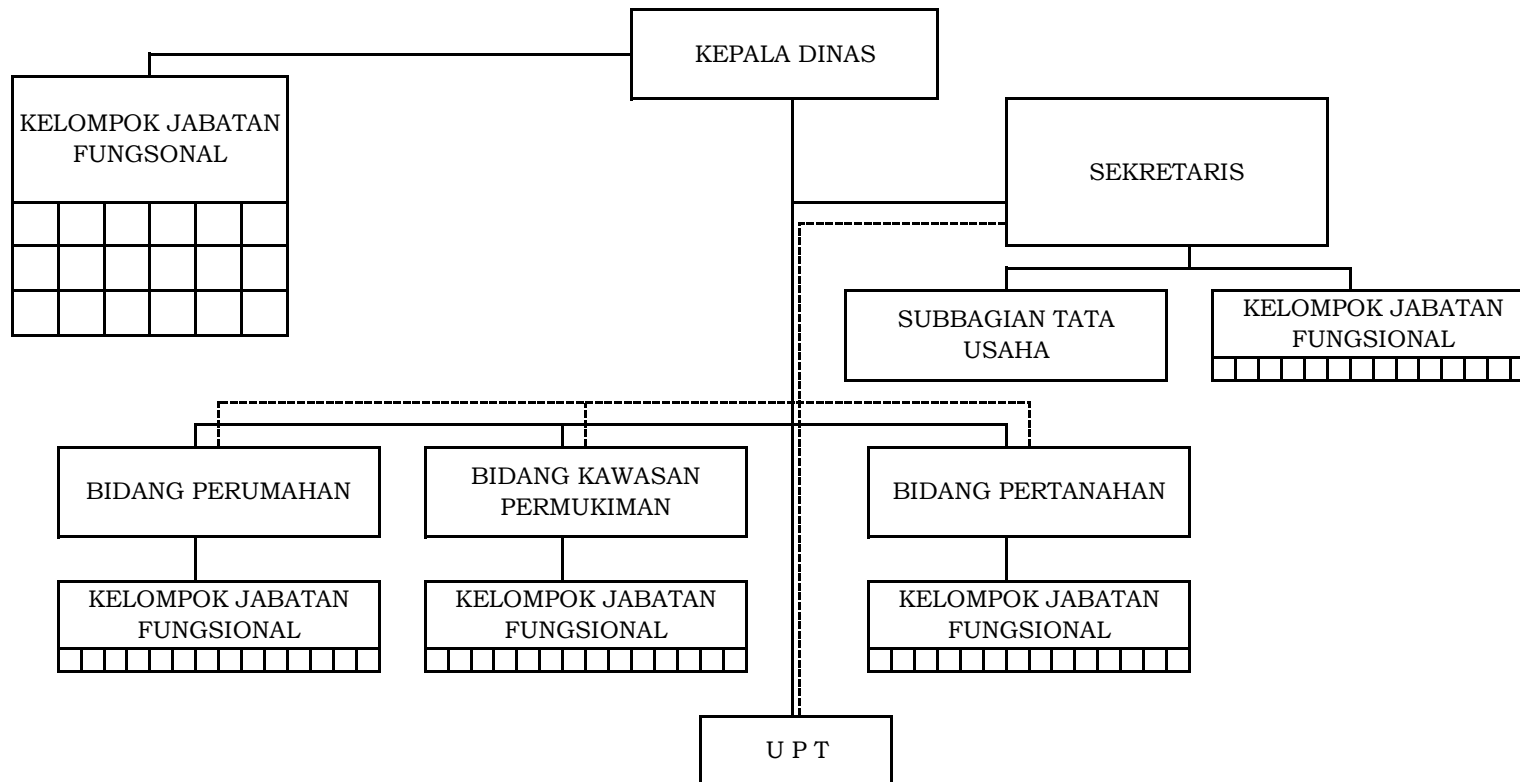 KEPALA DINAS
KELOMPOK JABATAN
FUNGSONAL
SEKRETARIS
SUBBAGIAN TATA
USAHA
KELOMPOK JABATAN
FUNGSIONAL
BIDANG PERUMAHAN
BIDANG KAWASAN
PERMUKIMAN
BIDANG PERTANAHAN
KELOMPOK JABATAN
FUNGSIONAL
KELOMPOK JABATAN
FUNGSIONAL
KELOMPOK JABATAN
FUNGSIONAL
U P T